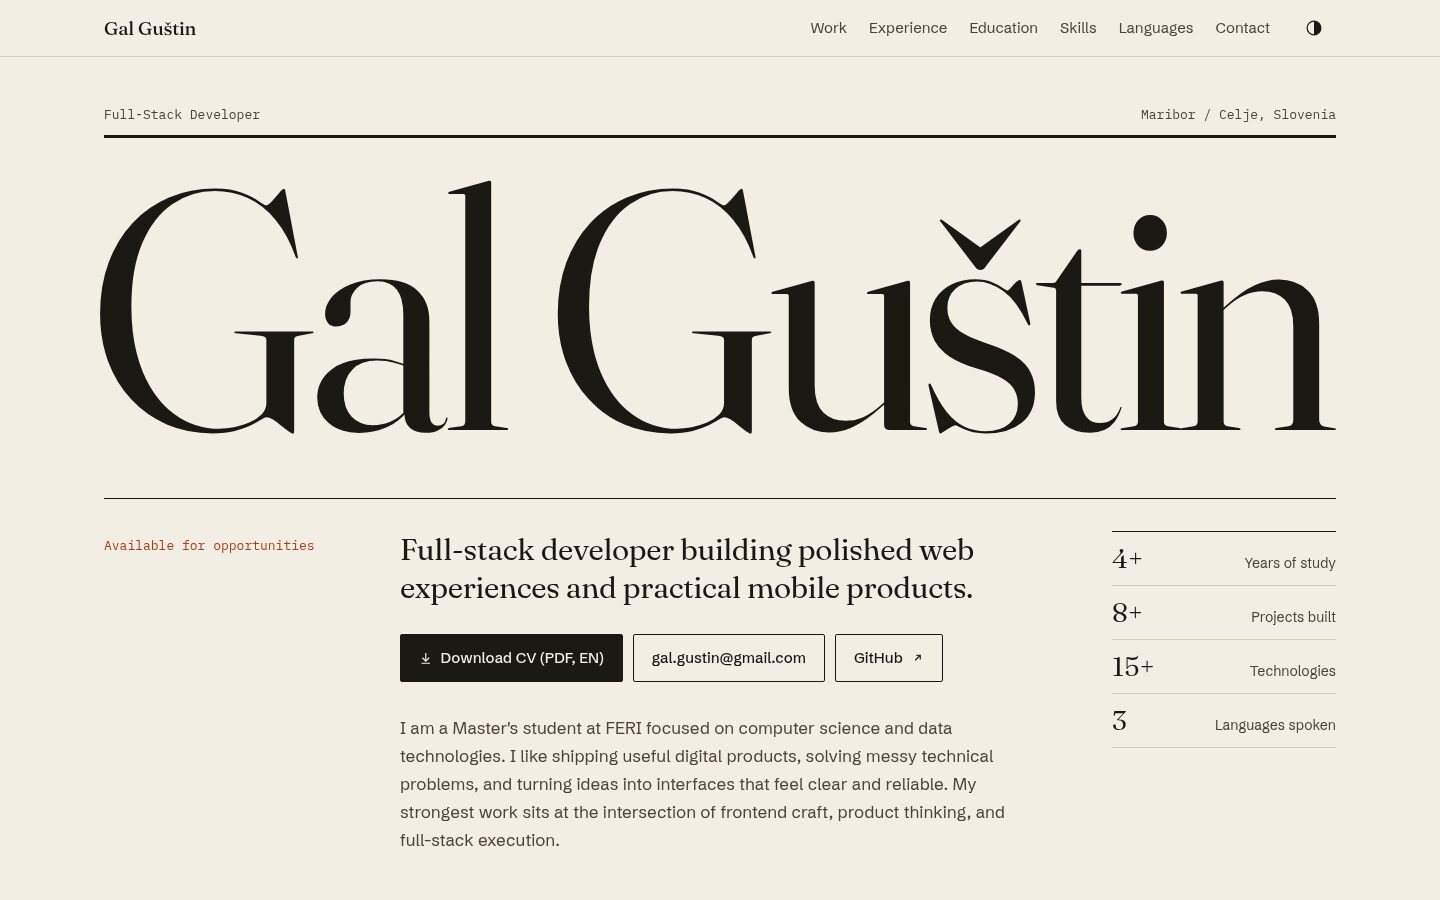 Gal Guštin
Work Experience Education Skills Languages Contact
Full-Stack Developer
Maribor / Celje, Slovenia
Gal Guštin
Available for opportunities
Full-stack developer building polished web
experiences and practical mobile products.
Download CV (PDF, EN)
gal.gustin@gmail.com
GitHub ↗
I am a Master's student at FERI focused on computer science and data
technologies. I like shipping useful digital products, solving messy technical
problems, and turning ideas into interfaces that feel clear and reliable. My
strongest work sits at the intersection of frontend craft, product thinking, and
full-stack execution.
4+ Years of study
8+ Projects built
15+ Technologies
3 Languages spoken